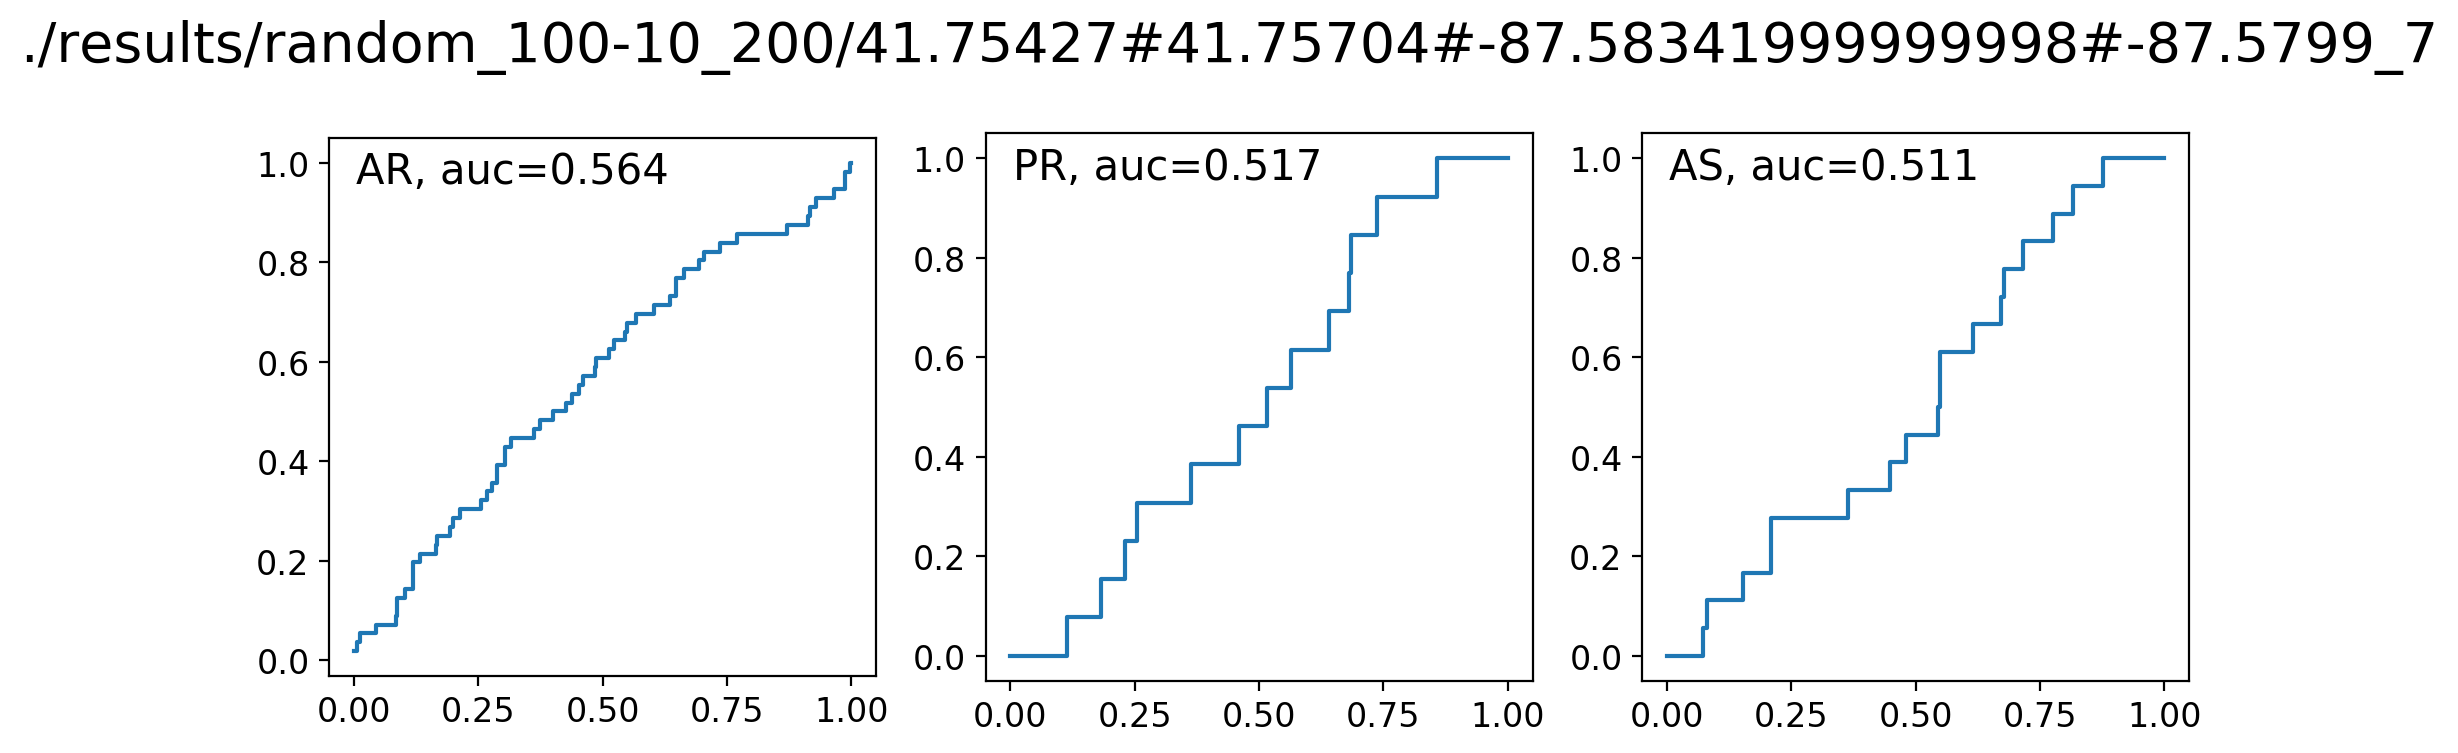 ./results/random_100-10_200/41.75427#41.75704#-87.58341999999998#-87.5799_7
AR, auc=0.564
1.0
0.8
0.6
0.4
0.2
0.0
0.00 0.25 0.50 0.75 1.00
PR, auc=0.517
1.0
0.8
0.6
0.4
0.2
0.0
0.00 0.25 0.50 0.75 1.00
AS, auc=0.511
1.0
0.8
0.6
0.4
0.2
0.0
0.00 0.25 0.50 0.75 1.00